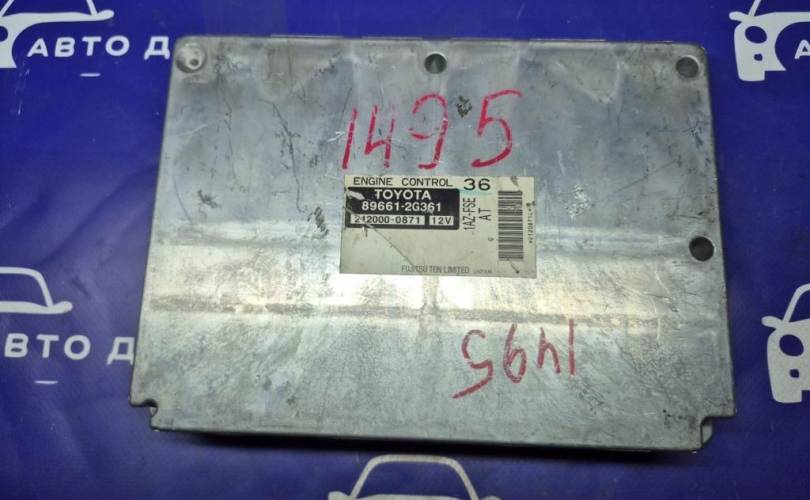 АВТО Д
1495
ENGINE CONTROL 36
TOYOTA
89661-2G361
212000-0871 12V
1AZ-FSE
AT
FUJITSU TEN LIMITED JAPAN
АВТО Д
1495